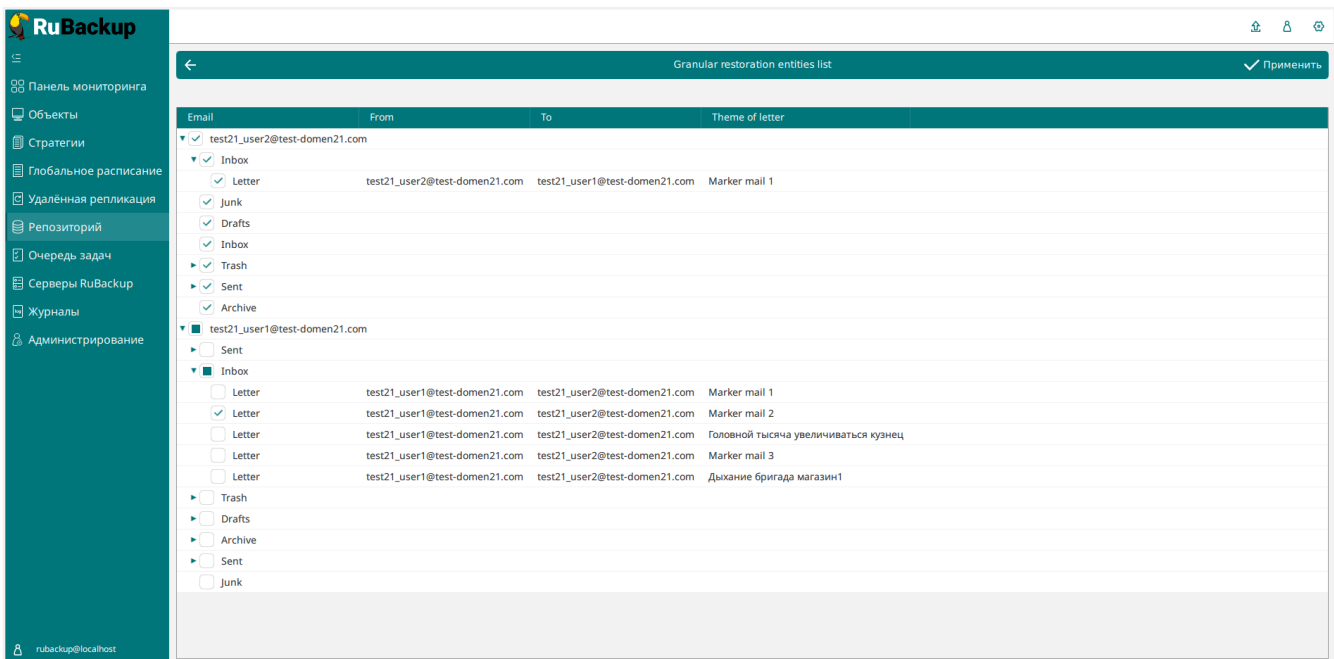 RuBackup
Панель мониторинга
Объекты
Стратегии
Глобальное расписание
Удалённая репликация
Репозиторий
Очередь задач
Серверы RuBackup
Журналы
Администрирование
rubackup@localhost
Granular restoration entities list Применить
Email From To Theme of letter
test21_user2@test-domen21.com
Inbox
Letter test21_user2@test-domen21.com test21_user1@test-domen21.com Marker mail 1
Junk
Drafts
Inbox
Trash
Sent
Archive
test21_user1@test-domen21.com
Sent
Inbox
Letter test21_user1@test-domen21.com test21_user2@test-domen21.com Marker mail 1
Letter test21_user1@test-domen21.com test21_user2@test-domen21.com Marker mail 2
Letter test21_user1@test-domen21.com test21_user2@test-domen21.com Головной тысяча увеличиваться кузнец
Letter test21_user1@test-domen21.com test21_user2@test-domen21.com Marker mail 3
Letter test21_user1@test-domen21.com test21_user2@test-domen21.com Дыхание бригада магазин1
Trash
Drafts
Archive
Sent
Junk